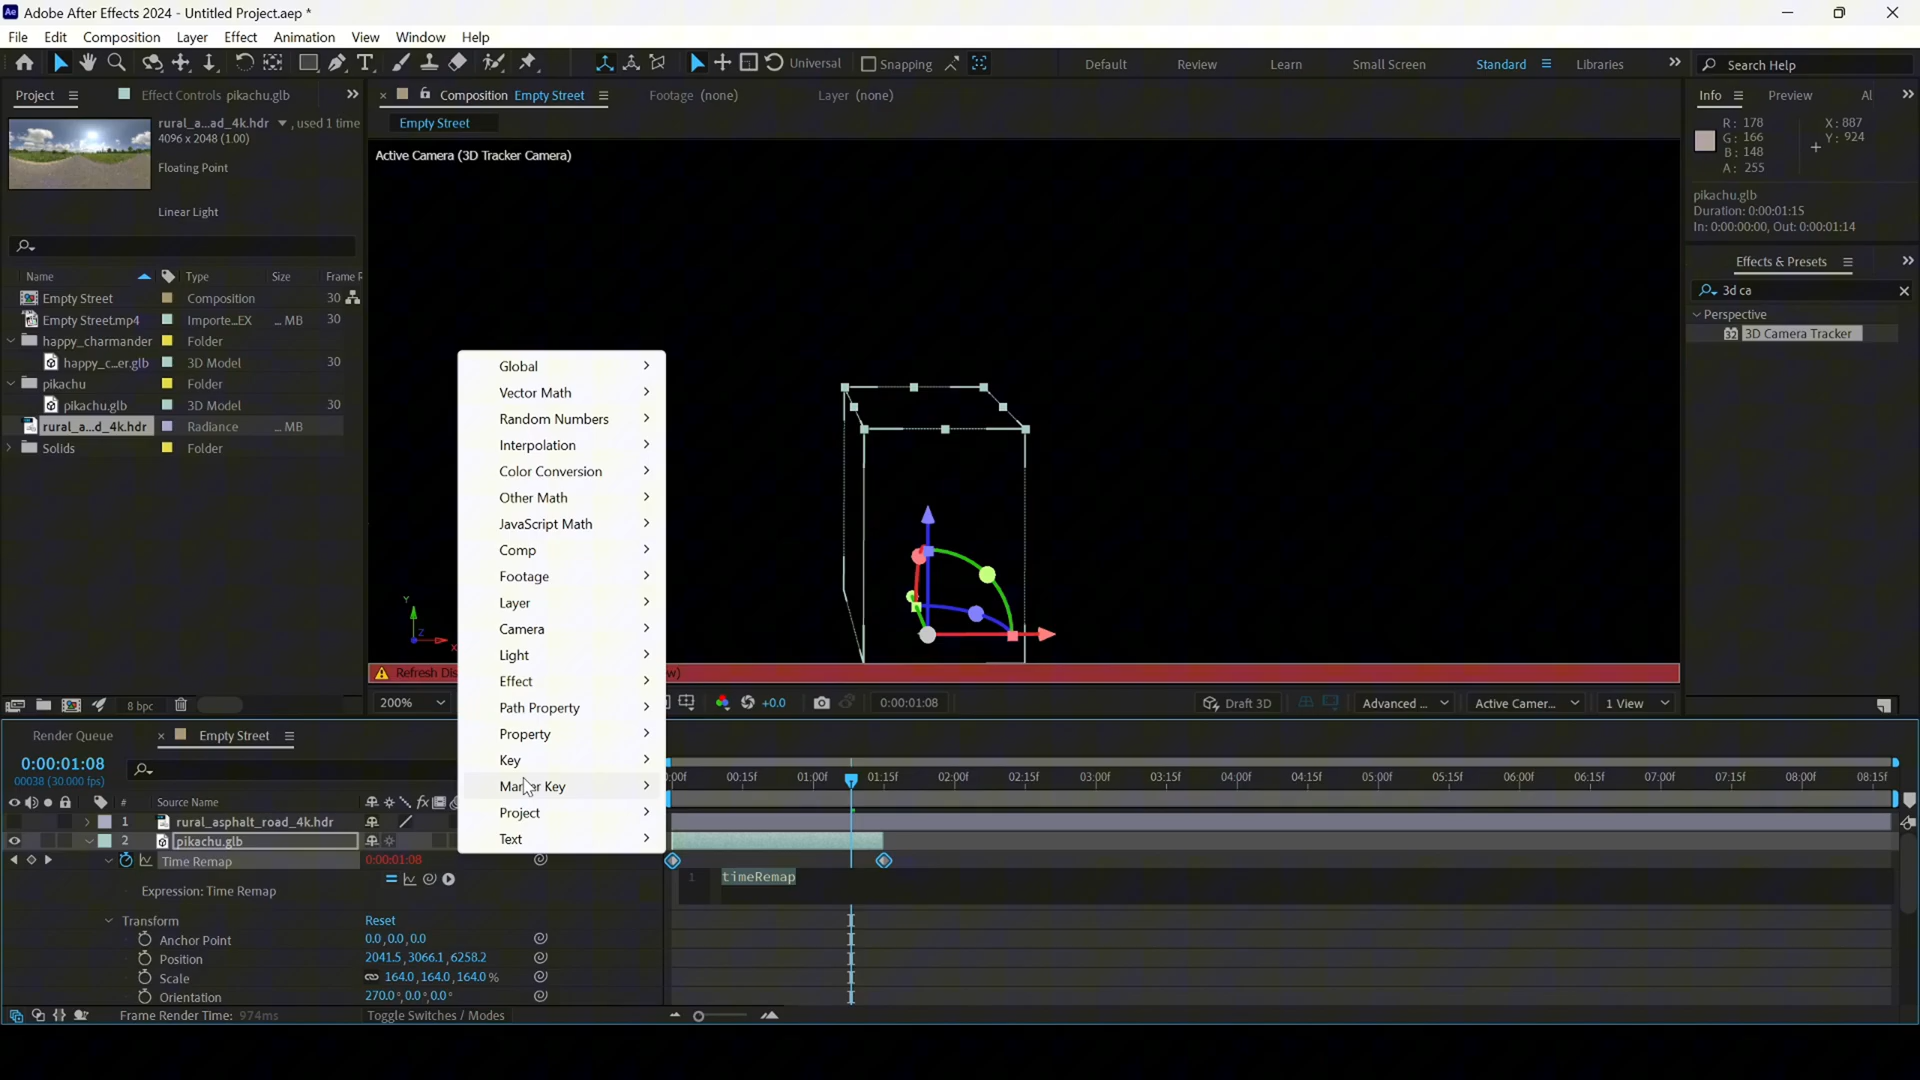 Ae Adobe After Effects 2024 - Untitled Project.aep *
File Edit Composition Layer Effect Animation View Window Help
Universal Snapping Default Review Learn Small Screen Standard Libraries Search Help
Project Effect Controls pikachu.glb
Composition Empty Street Footage (none) Layer (none)
Info Preview
rural_a...ad_4k.hdr , used 1 time
4096 x 2048 (1.00)
Floating Point
Linear Light
Empty Street
Active Camera (3D Tracker Camera)
R: 178 X: 887
G: 166 Y: 924
B: 148
A: 255
pikachu.glb
Duration: 0:00:01:15
In: 0:00:00:00, Out: 0:00:01:14
Effects & Presets
3d ca
Perspective
32 3D Camera Tracker
Name Type Size Frame R
Empty Street Composition 30
Empty Street.mp4 Importe...EX ... MB 30
happy_charmander Folder
happy_c...er.glb 3D Model 30
pikachu Folder
pikachu.glb 3D Model 30
rural_a...d_4k.hdr Radiance ... MB
Solids Folder
8 bpc
Global
Vector Math
Random Numbers
Interpolation
Color Conversion
Other Math
JavaScript Math
Comp
Footage
Layer
Camera
Light
Effect
Path Property
Property
Key
Project
Text
Y
Z
X
Refresh
200% +0.0 0:00:01:08 Draft 3D Advanced ... Active Camer... 1 View
Render Queue Empty Street
0:00:01:08
00038 (30.000 fps)
# Source Name
:00f 00:15f 01:00f 01:15f 02:00f 02:15f 03:00f 03:15f 04:00f 04:15f 05:00f 05:15f 06:00f 06:15f 07:00f 07:15f 08:00f 08:15f
1 rural_asphalt_road_4k.hdr
2 pikachu.glb
Time Remap 0:00:01:08
Expression: Time Remap
1 timeRemap
Transform Reset
Anchor Point 0.0,0.0,0.0
Position 2041.5,3066.1,6258.2
Scale 164.0,164.0,164.0%
Orientation 270.0°,0.0°,0.0°
Frame Render Time: 974ms Toggle Switches / Modes